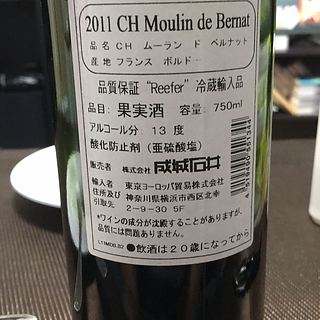 2011 CH Moulin de Bernat
品名 CH ムーラン ド ベルナット
産地 フランス ボルドー
品質保証 "Reefer" 冷蔵輸入品
品目: 果実酒 容量: 750ml
アルコール分: 13 度
酸化防止剤 (亜硫酸塩)
販売者 株式会社 成城石井
輸入者 東京ヨーロッパ貿易株式会社
住所及び 神奈川県横浜市西区北幸
引取先 2-9-30 5F
*ワインの成分が沈殿することがありますが、
品質には問題ありません。
L11MDB.B2 ●飲酒は20歳になってから